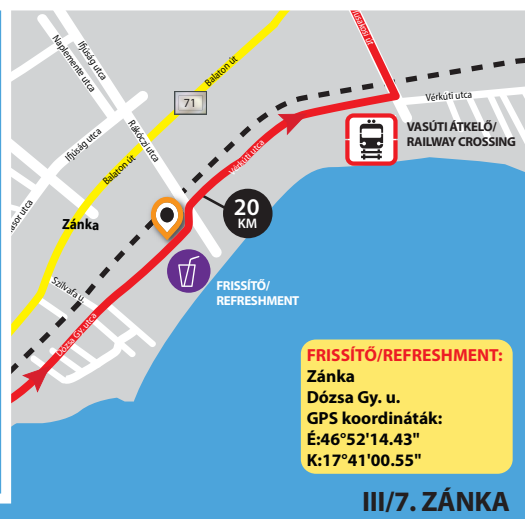 Ifjúság utca
Naplemente utca
Balaton út
71
Vérkúti utca
VASÚTI ÁTKELŐ/
RAILWAY CROSSING
Rákóczi utca
Ifjúság utca
Vérkúti utca
Balaton út
20
KM
Zánka
FRISSÍTŐ/
REFRESHMENT
Szilvafa u.
Dózsa Gy. utca
FRISSÍTŐ/REFRESHMENT:
Zánka
Dózsa Gy. u.
GPS koordináták:
É:46°52'14.43"
K:17°41'00.55"
III/7. ZÁNKA